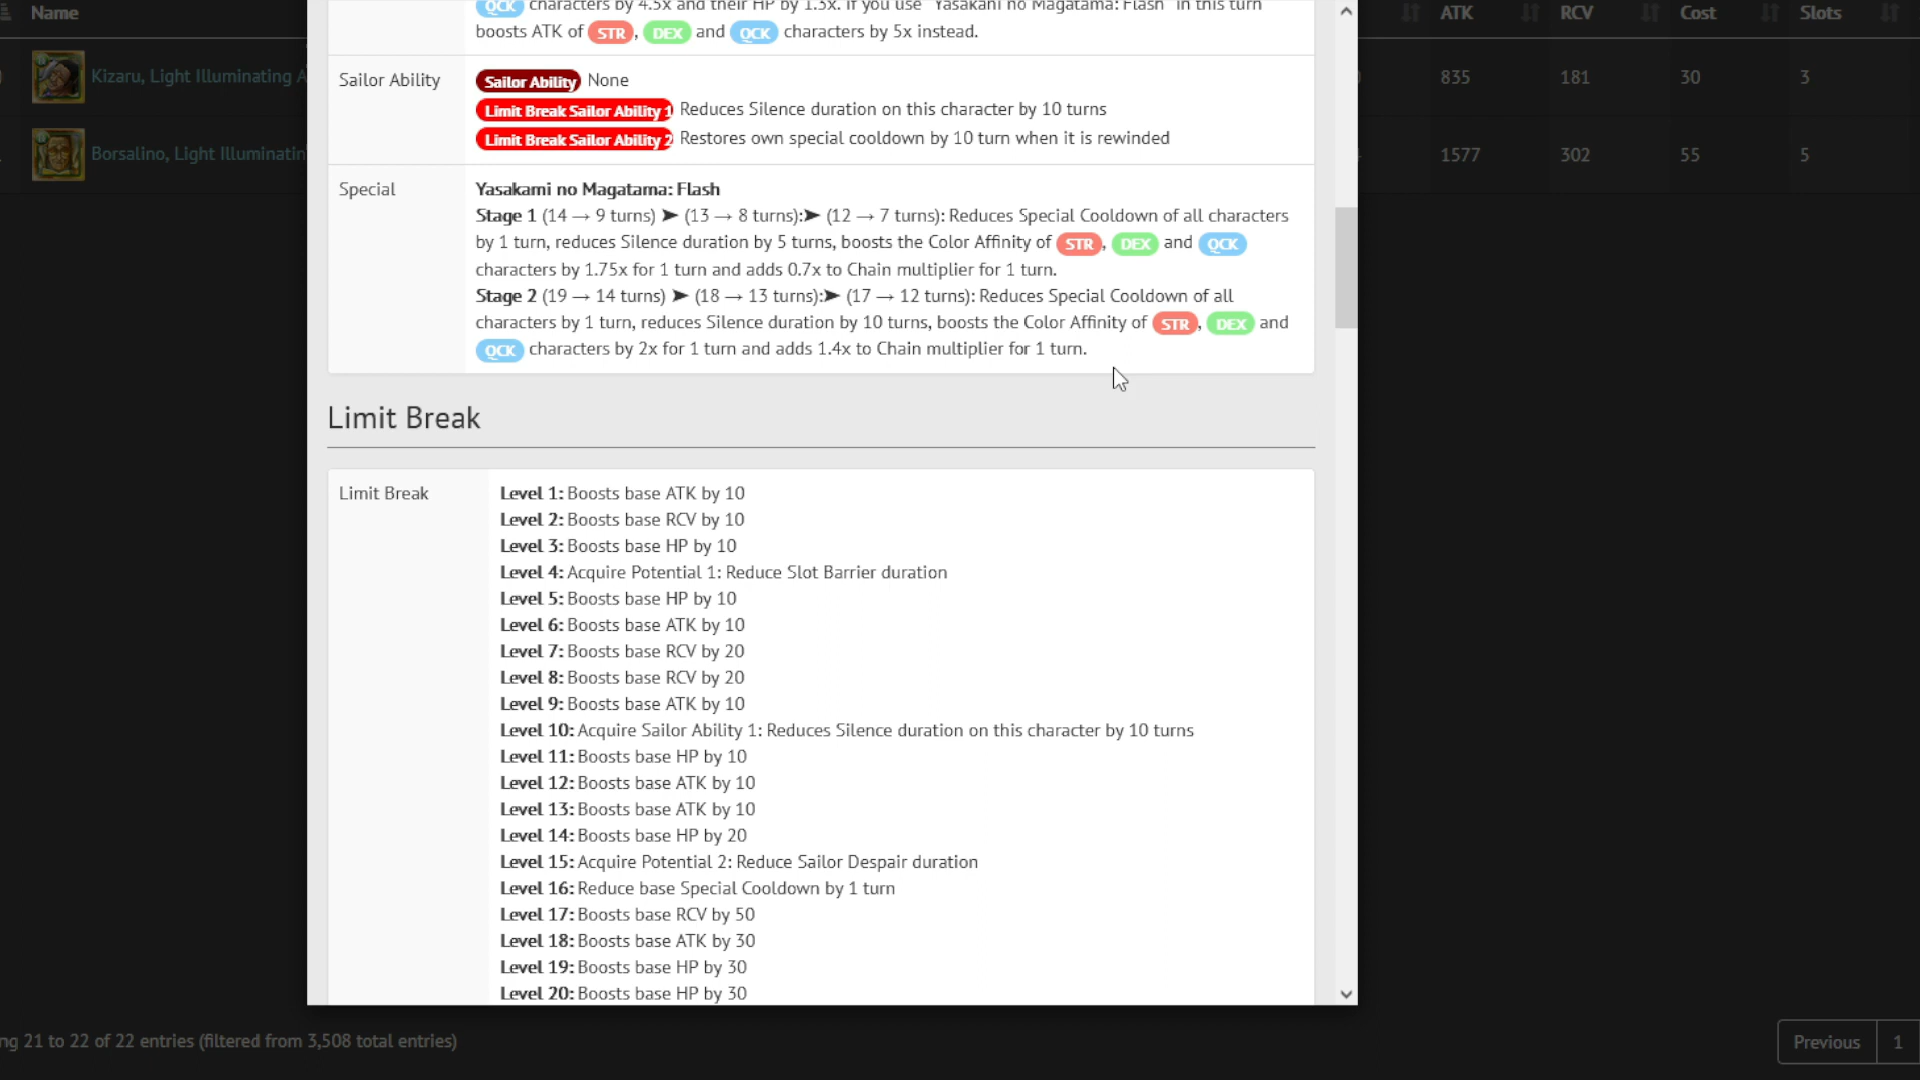 Name
ATK
RCV
Cost
Slots
Kizaru, Light Illuminating A
835
181
30
3
Borsalino, Light Illuminatin
1577
302
55
5
QCK characters by 4.5x and their HP by 1.3x. If you use "Yasakani no Magatama: Flash" in this turn
boosts ATK of STR, DEX and QCK characters by 5x instead.
Sailor Ability
Sailor Ability None
Limit Break Sailor Ability 1 Reduces Silence duration on this character by 10 turns
Limit Break Sailor Ability 2 Restores own special cooldown by 10 turn when it is rewinded
Special
Yasakami no Magatama: Flash
Stage 1 (14 → 9 turns) ➤ (13 → 8 turns):➤ (12 → 7 turns): Reduces Special Cooldown of all characters
by 1 turn, reduces Silence duration by 5 turns, boosts the Color Affinity of STR, DEX and QCK
characters by 1.75x for 1 turn and adds 0.7x to Chain multiplier for 1 turn.
Stage 2 (19 → 14 turns) ➤ (18 → 13 turns):➤ (17 → 12 turns): Reduces Special Cooldown of all
characters by 1 turn, reduces Silence duration by 10 turns, boosts the Color Affinity of STR, DEX and
QCK characters by 2x for 1 turn and adds 1.4x to Chain multiplier for 1 turn.
Limit Break
Limit Break
Level 1: Boosts base ATK by 10
Level 2: Boosts base RCV by 10
Level 3: Boosts base HP by 10
Level 4: Acquire Potential 1: Reduce Slot Barrier duration
Level 5: Boosts base HP by 10
Level 6: Boosts base ATK by 10
Level 7: Boosts base RCV by 20
Level 8: Boosts base RCV by 20
Level 9: Boosts base ATK by 10
Level 10: Acquire Sailor Ability 1: Reduces Silence duration on this character by 10 turns
Level 11: Boosts base HP by 10
Level 12: Boosts base ATK by 10
Level 13: Boosts base ATK by 10
Level 14: Boosts base HP by 20
Level 15: Acquire Potential 2: Reduce Sailor Despair duration
Level 16: Reduce base Special Cooldown by 1 turn
Level 17: Boosts base RCV by 50
Level 18: Boosts base ATK by 30
Level 19: Boosts base HP by 30
Level 20: Boosts base HP by 30
ng 21 to 22 of 22 entries (filtered from 3,508 total entries)
Previous
1